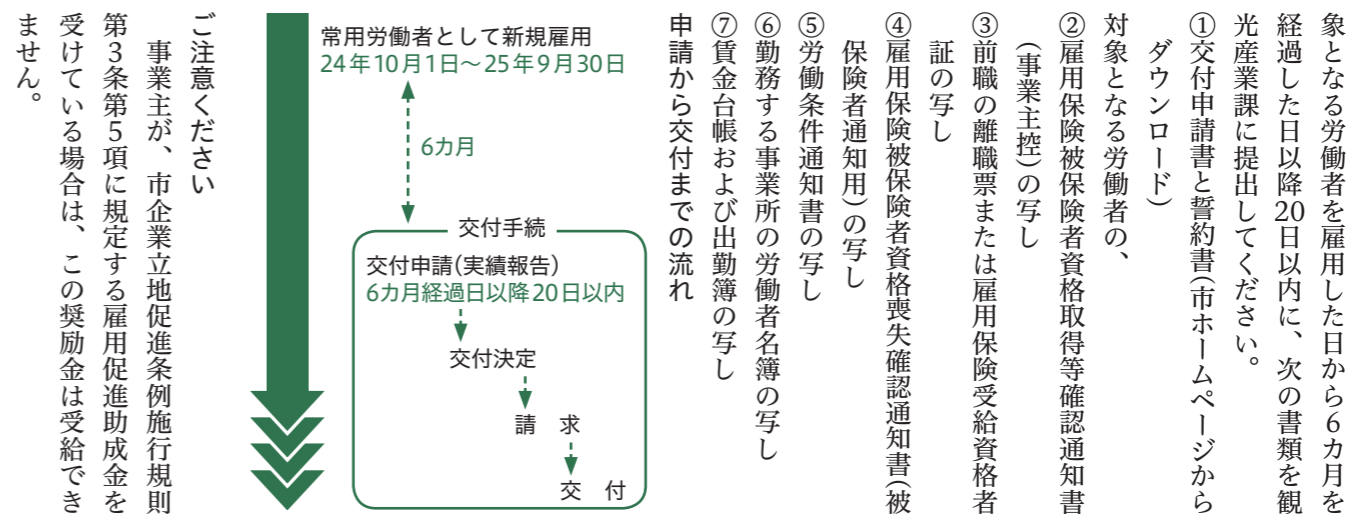 象となる労働者を雇用した日から6カ月を
経過した日以降20日以内に、次の書類を観
光産業課に提出してください。
①交付申請書と誓約書(市ホームページから
ダウンロード)
対象となる労働者の、
②雇用保険被保険者資格取得等確認通知書
(事業主控)の写し
③前職の離職票または雇用保険受給資格者
証の写し
④雇用保険被保険者資格喪失確認通知書(被
保険者通知用)の写し
⑤労働条件通知書の写し
⑥勤務する事業所の労働者名簿の写し
⑦賃金台帳および出勤簿の写し
申請から交付までの流れ
常用労働者として新規雇用
24年10月1日～25年9月30日
6カ月
交付手続
交付申請(実績報告)
6カ月経過日以降20日以内
交付決定
請　求
交　付
ご注意ください
事業主が、市企業立地促進条例施行規則
第3条第5項に規定する雇用促進助成金を
受けている場合は、この奨励金は受給でき
ません。